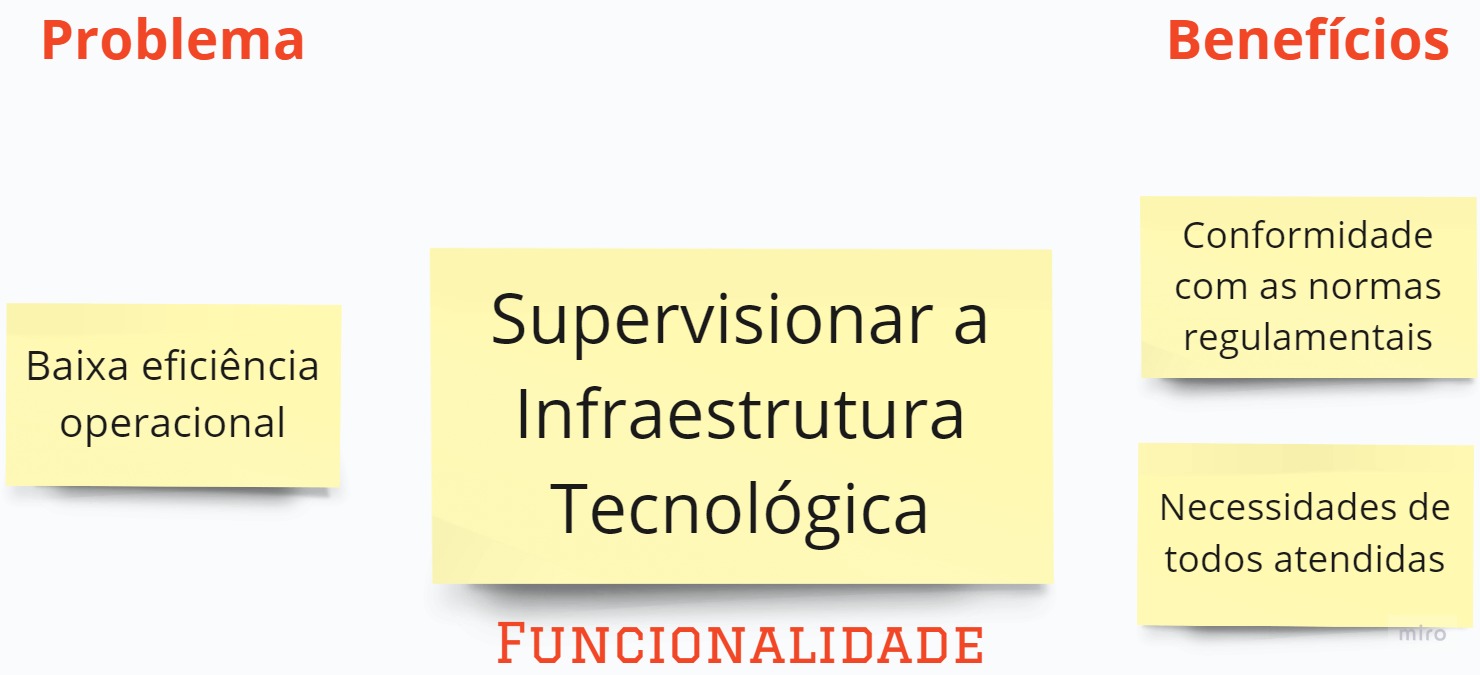 Problema
Benefícios
Baixa eficiência
operacional
Supervisionar a
Infraestrutura
Tecnológica
Funcionalidade
Conformidade
com as normas
regulamentais
Necessidades de
todos atendidas
miro